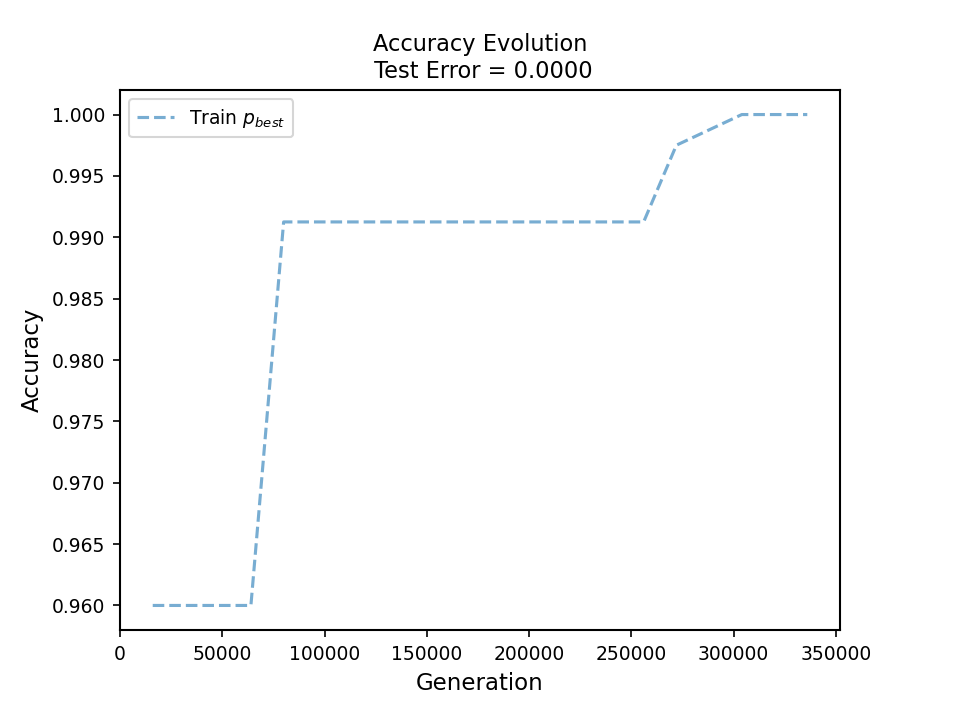 Accuracy Evolution
Test Error = 0.0000
Train p_best
1.000
0.995
0.990
0.985
0.980
0.975
0.970
0.965
0.960
Accuracy
0 50000 100000 150000 200000 250000 300000 350000
Generation